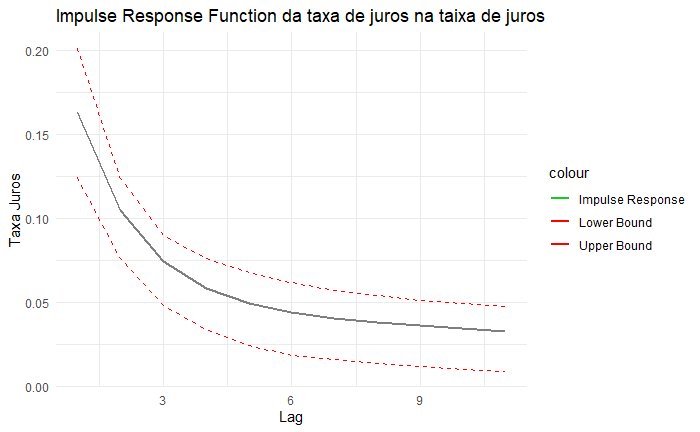 Impulse Response Function da taxa de juros na taixa de juros
0.20
0.15
0.10
0.05
0.00
Taxa Juros
3
6
9
Lag
colour
Impulse Response
Lower Bound
Upper Bound